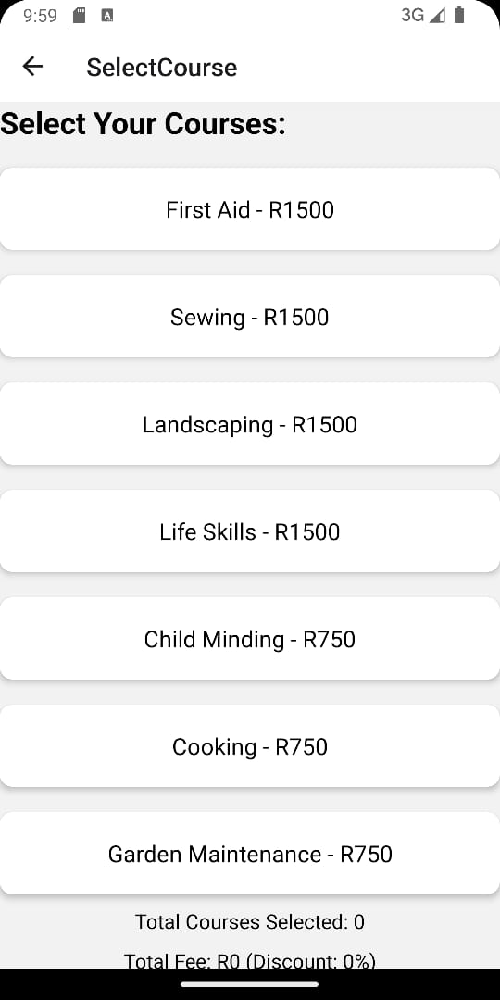 9:59 A 3G
SelectCourse
Select Your Courses:
First Aid - R1500
Sewing - R1500
Landscaping - R1500
Life Skills - R1500
Child Minding - R750
Cooking - R750
Garden Maintenance - R750
Total Courses Selected: 0
Total Fee: R0 (Discount: 0%)